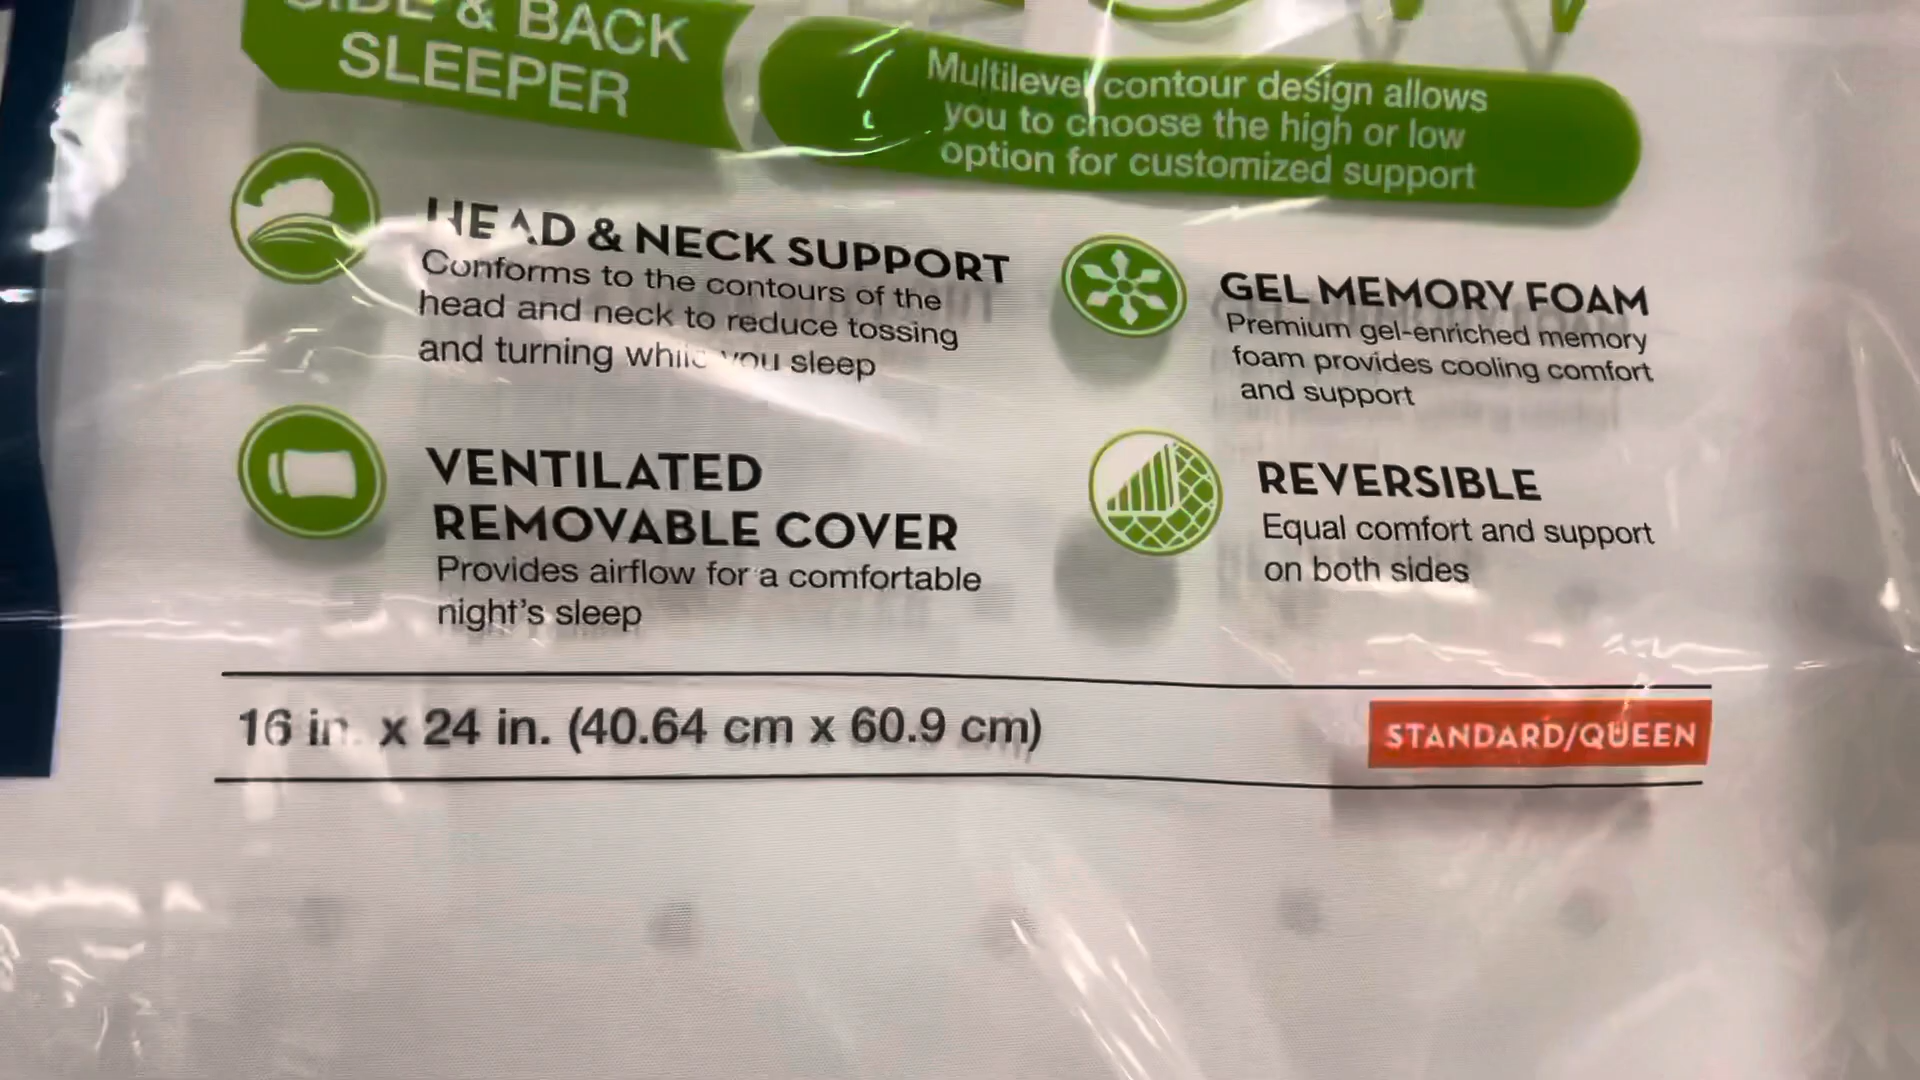 SIDE & BACK
SLEEPER
Multilevel contour design allows
you to choose the high or low
option for customized support
HEAD & NECK SUPPORT
Conforms to the contours of the
head and neck to reduce tossing
and turning while you sleep
GEL MEMORY FOAM
Premium gel-enriched memory
foam provides cooling comfort
and support
VENTILATED
REMOVABLE COVER
Provides airflow for a comfortable
night's sleep
REVERSIBLE
Equal comfort and support
on both sides
16 in. x 24 in. (40.64 cm x 60.9 cm)
STANDARD/QUEEN